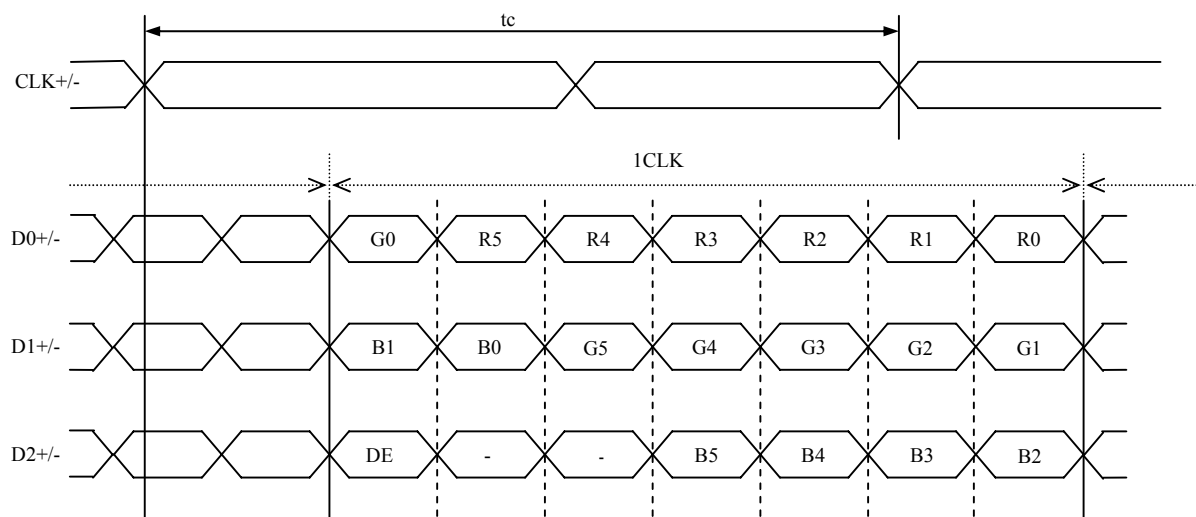 tc
CLK+/-
1CLK
D0+/- G0 R5 R4 R3 R2 R1 R0
D1+/- B1 B0 G5 G4 G3 G2 G1
D2+/- DE - - B5 B4 B3 B2